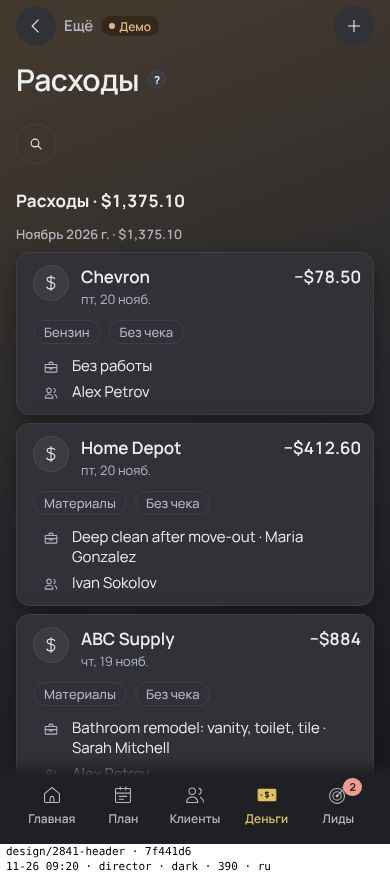 Ещё
Демо
Расходы
?
Расходы · $1,375.10
Ноябрь 2026 г. · $1,375.10
$
Chevron
−$78.50
пт, 20 нояб.
Бензин
Без чека
Без работы
Alex Petrov
$
Home Depot
−$412.60
пт, 20 нояб.
Материалы
Без чека
Deep clean after move-out · Maria
Gonzalez
Ivan Sokolov
$
ABC Supply
−$884
чт, 19 нояб.
Материалы
Без чека
Bathroom remodel: vanity, toilet, tile ·
Sarah Mitchell
Alex Petrov
2
Главная
План
Клиенты
Деньги
Лиды
design/2841-header · 7f441d6
11-26 09:20 · director · dark · 390 · ru